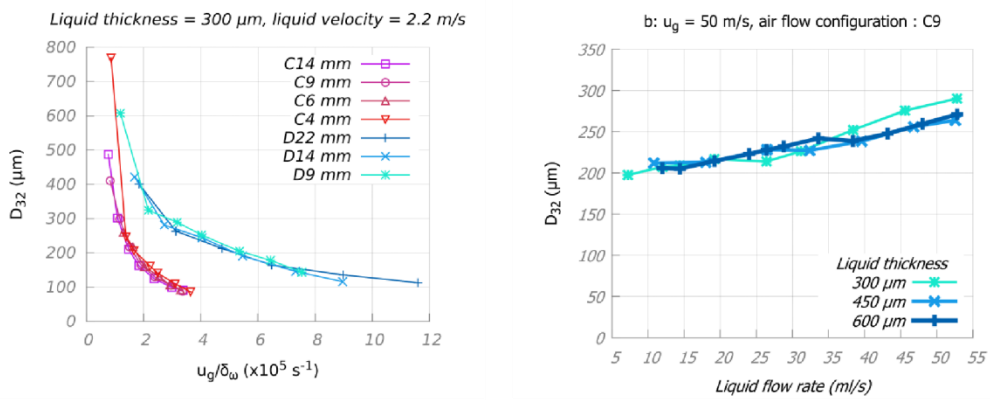 Liquid thickness = 300 μm, liquid velocity = 2.2 m/s
D32 (μm)
800
700
600
500
400
300
200
100
0
C14 mm
C9 mm
C6 mm
C4 mm
D22 mm
D14 mm
D9 mm
0 2 4 6 8 10 12
ug/δω (x10⁵ s⁻¹)
b: ug = 50 m/s, air flow configuration : C9
D32 (μm)
350
300
250
200
150
100
50
0
Liquid thickness
300 μm
450 μm
600 μm
5 10 15 20 25 30 35 40 45 50 55
Liquid flow rate (ml/s)